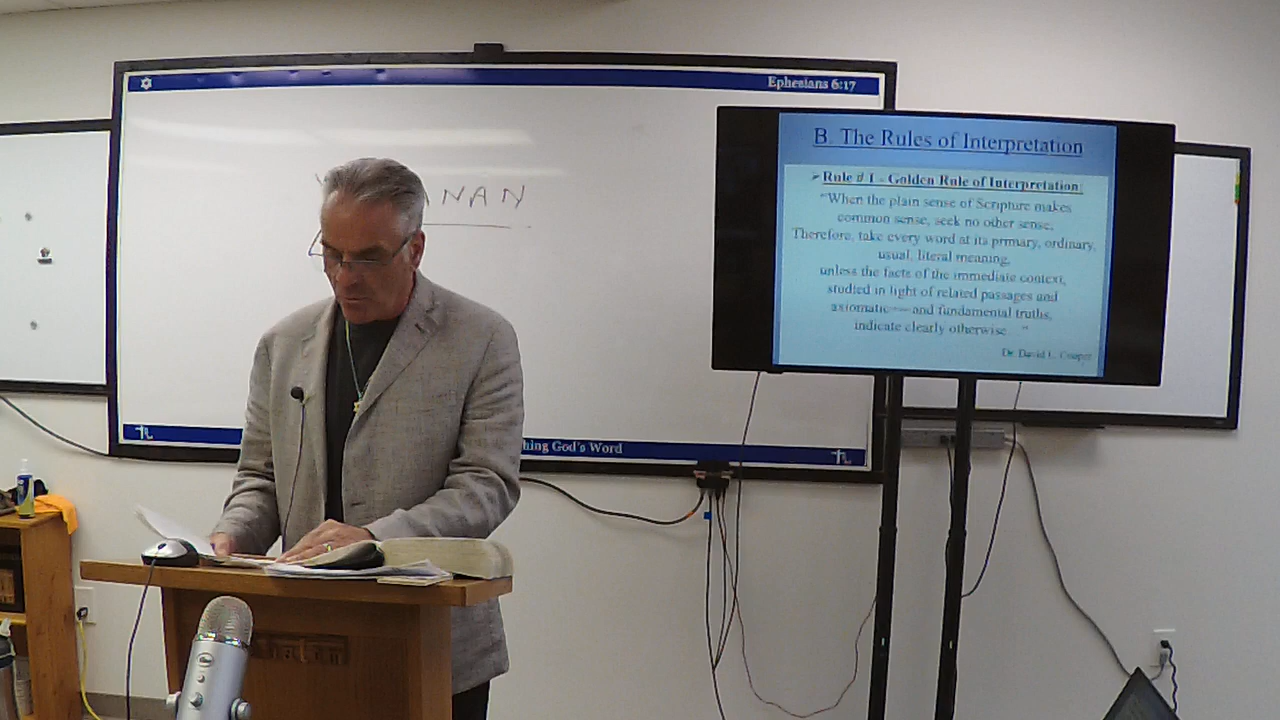 Ephesians 6:17
NAN
hing God's Word
B. The Rules of Interpretation
➢Rule # 1 - Golden Rule of Interpretation:
"When the plain sense of Scripture makes
common sense, seek no other sense;
Therefore, take every word at its primary, ordinary,
usual, literal meaning,
unless the facts of the immediate context,
studied in light of related passages and
axiomatic—and fundamental truths,
indicate clearly otherwise..."
Dr. David L. Cooper